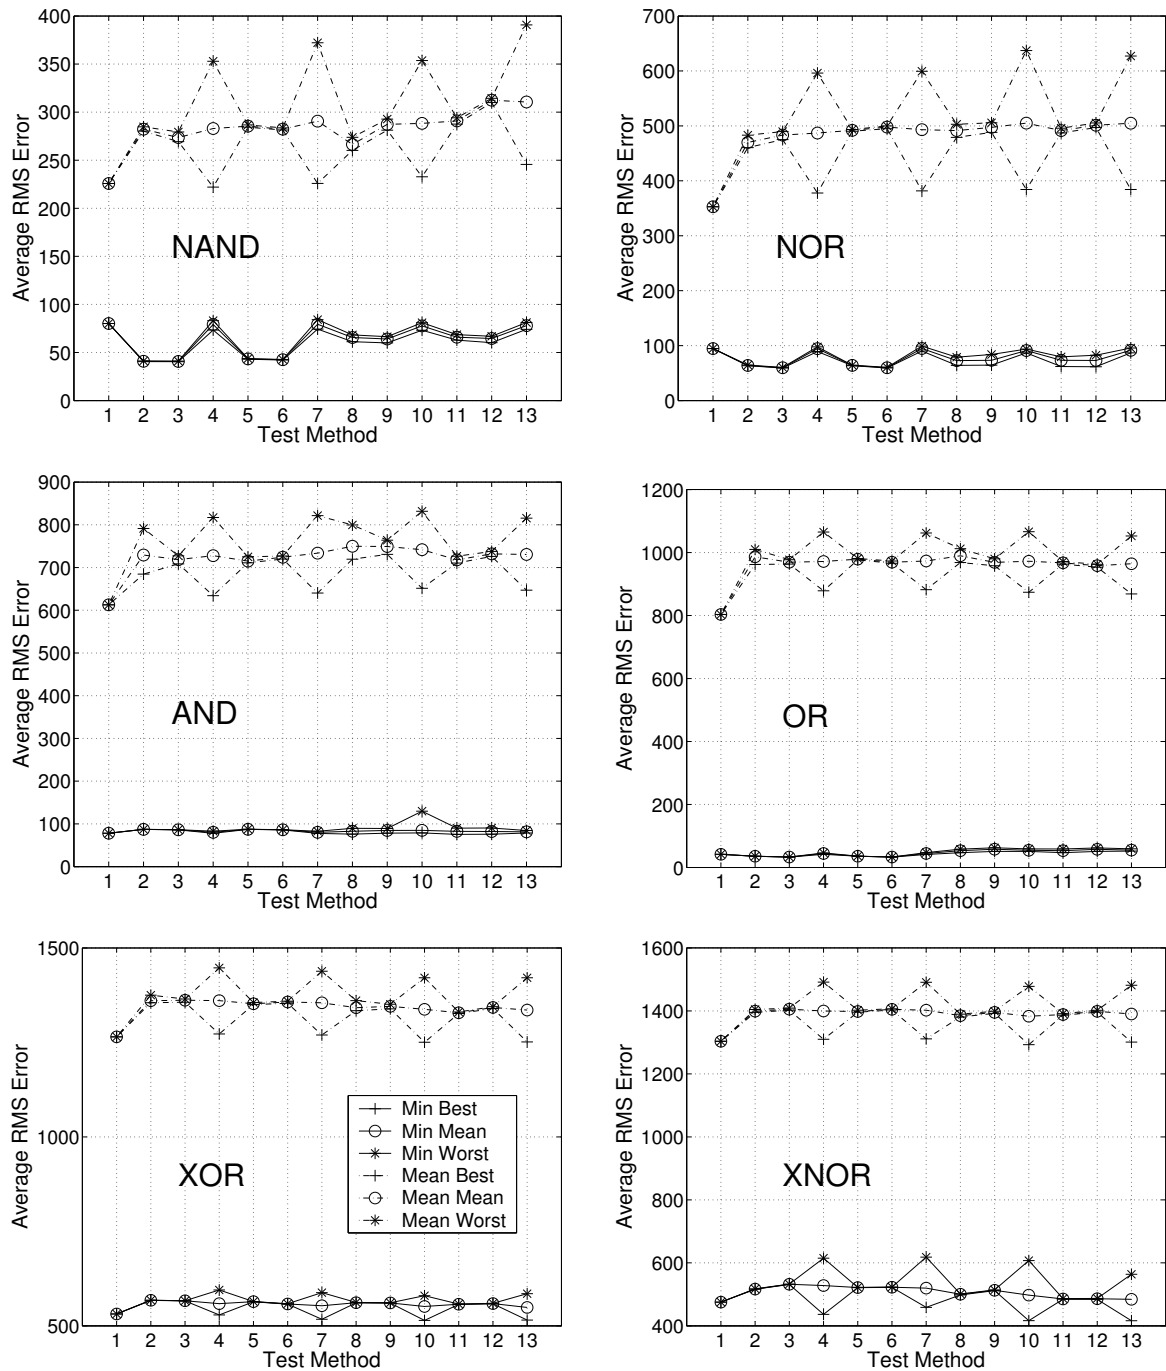 400
350
300
250
200
150
100
50
0
Average RMS Error
NAND
1 2 3 4 5 6 7 8 9 10 11 12 13
Test Method
700
600
500
400
300
200
100
0
Average RMS Error
NOR
1 2 3 4 5 6 7 8 9 10 11 12 13
Test Method
900
800
700
600
500
400
300
200
100
0
Average RMS Error
AND
1 2 3 4 5 6 7 8 9 10 11 12 13
Test Method
1200
1000
800
600
400
200
0
Average RMS Error
OR
1 2 3 4 5 6 7 8 9 10 11 12 13
Test Method
1500
1000
500
Average RMS Error
XOR
Min Best
Min Mean
Min Worst
Mean Best
Mean Mean
Mean Worst
1 2 3 4 5 6 7 8 9 10 11 12 13
Test Method
1600
1400
1200
1000
800
600
400
Average RMS Error
XNOR
1 2 3 4 5 6 7 8 9 10 11 12 13
Test Method